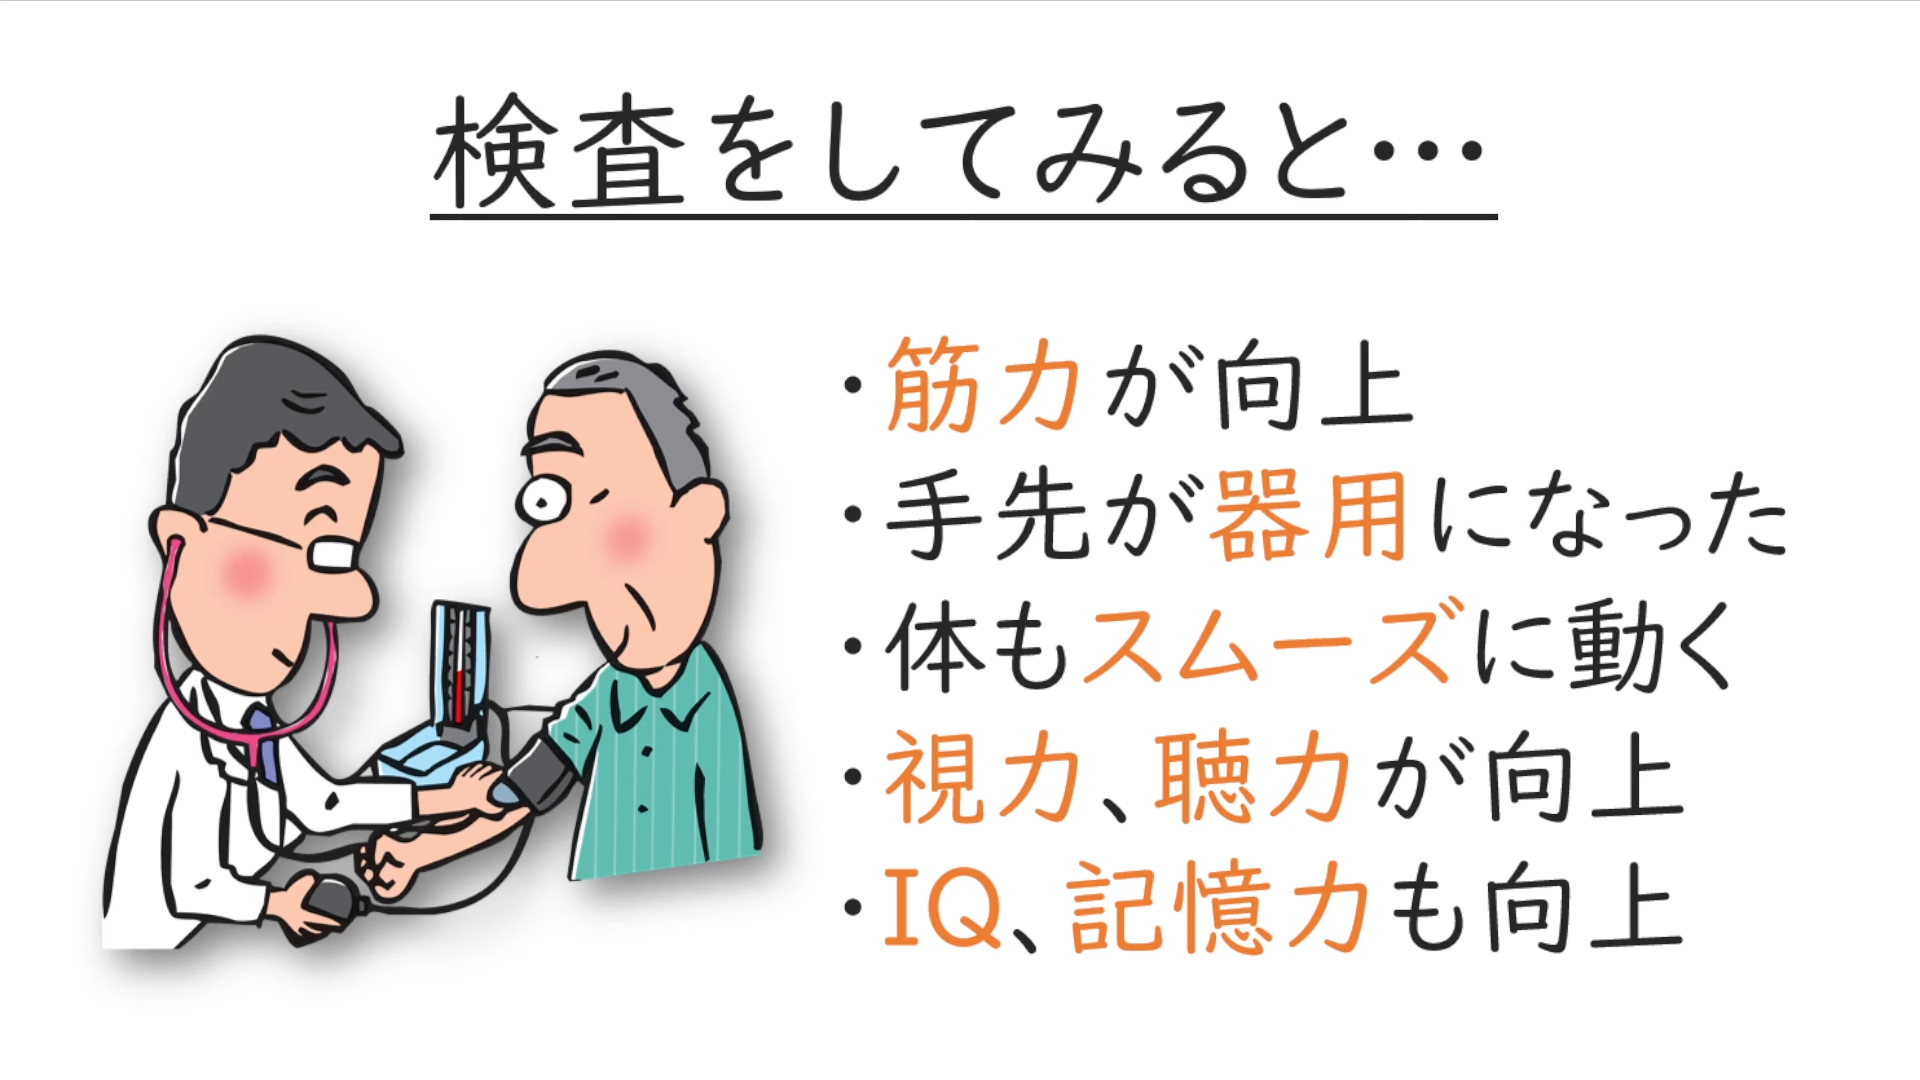 検査をしてみると…
・筋力が向上
・手先が器用になった
・体もスムーズに動く
・視力、聴力が向上
・IQ、記憶力も向上